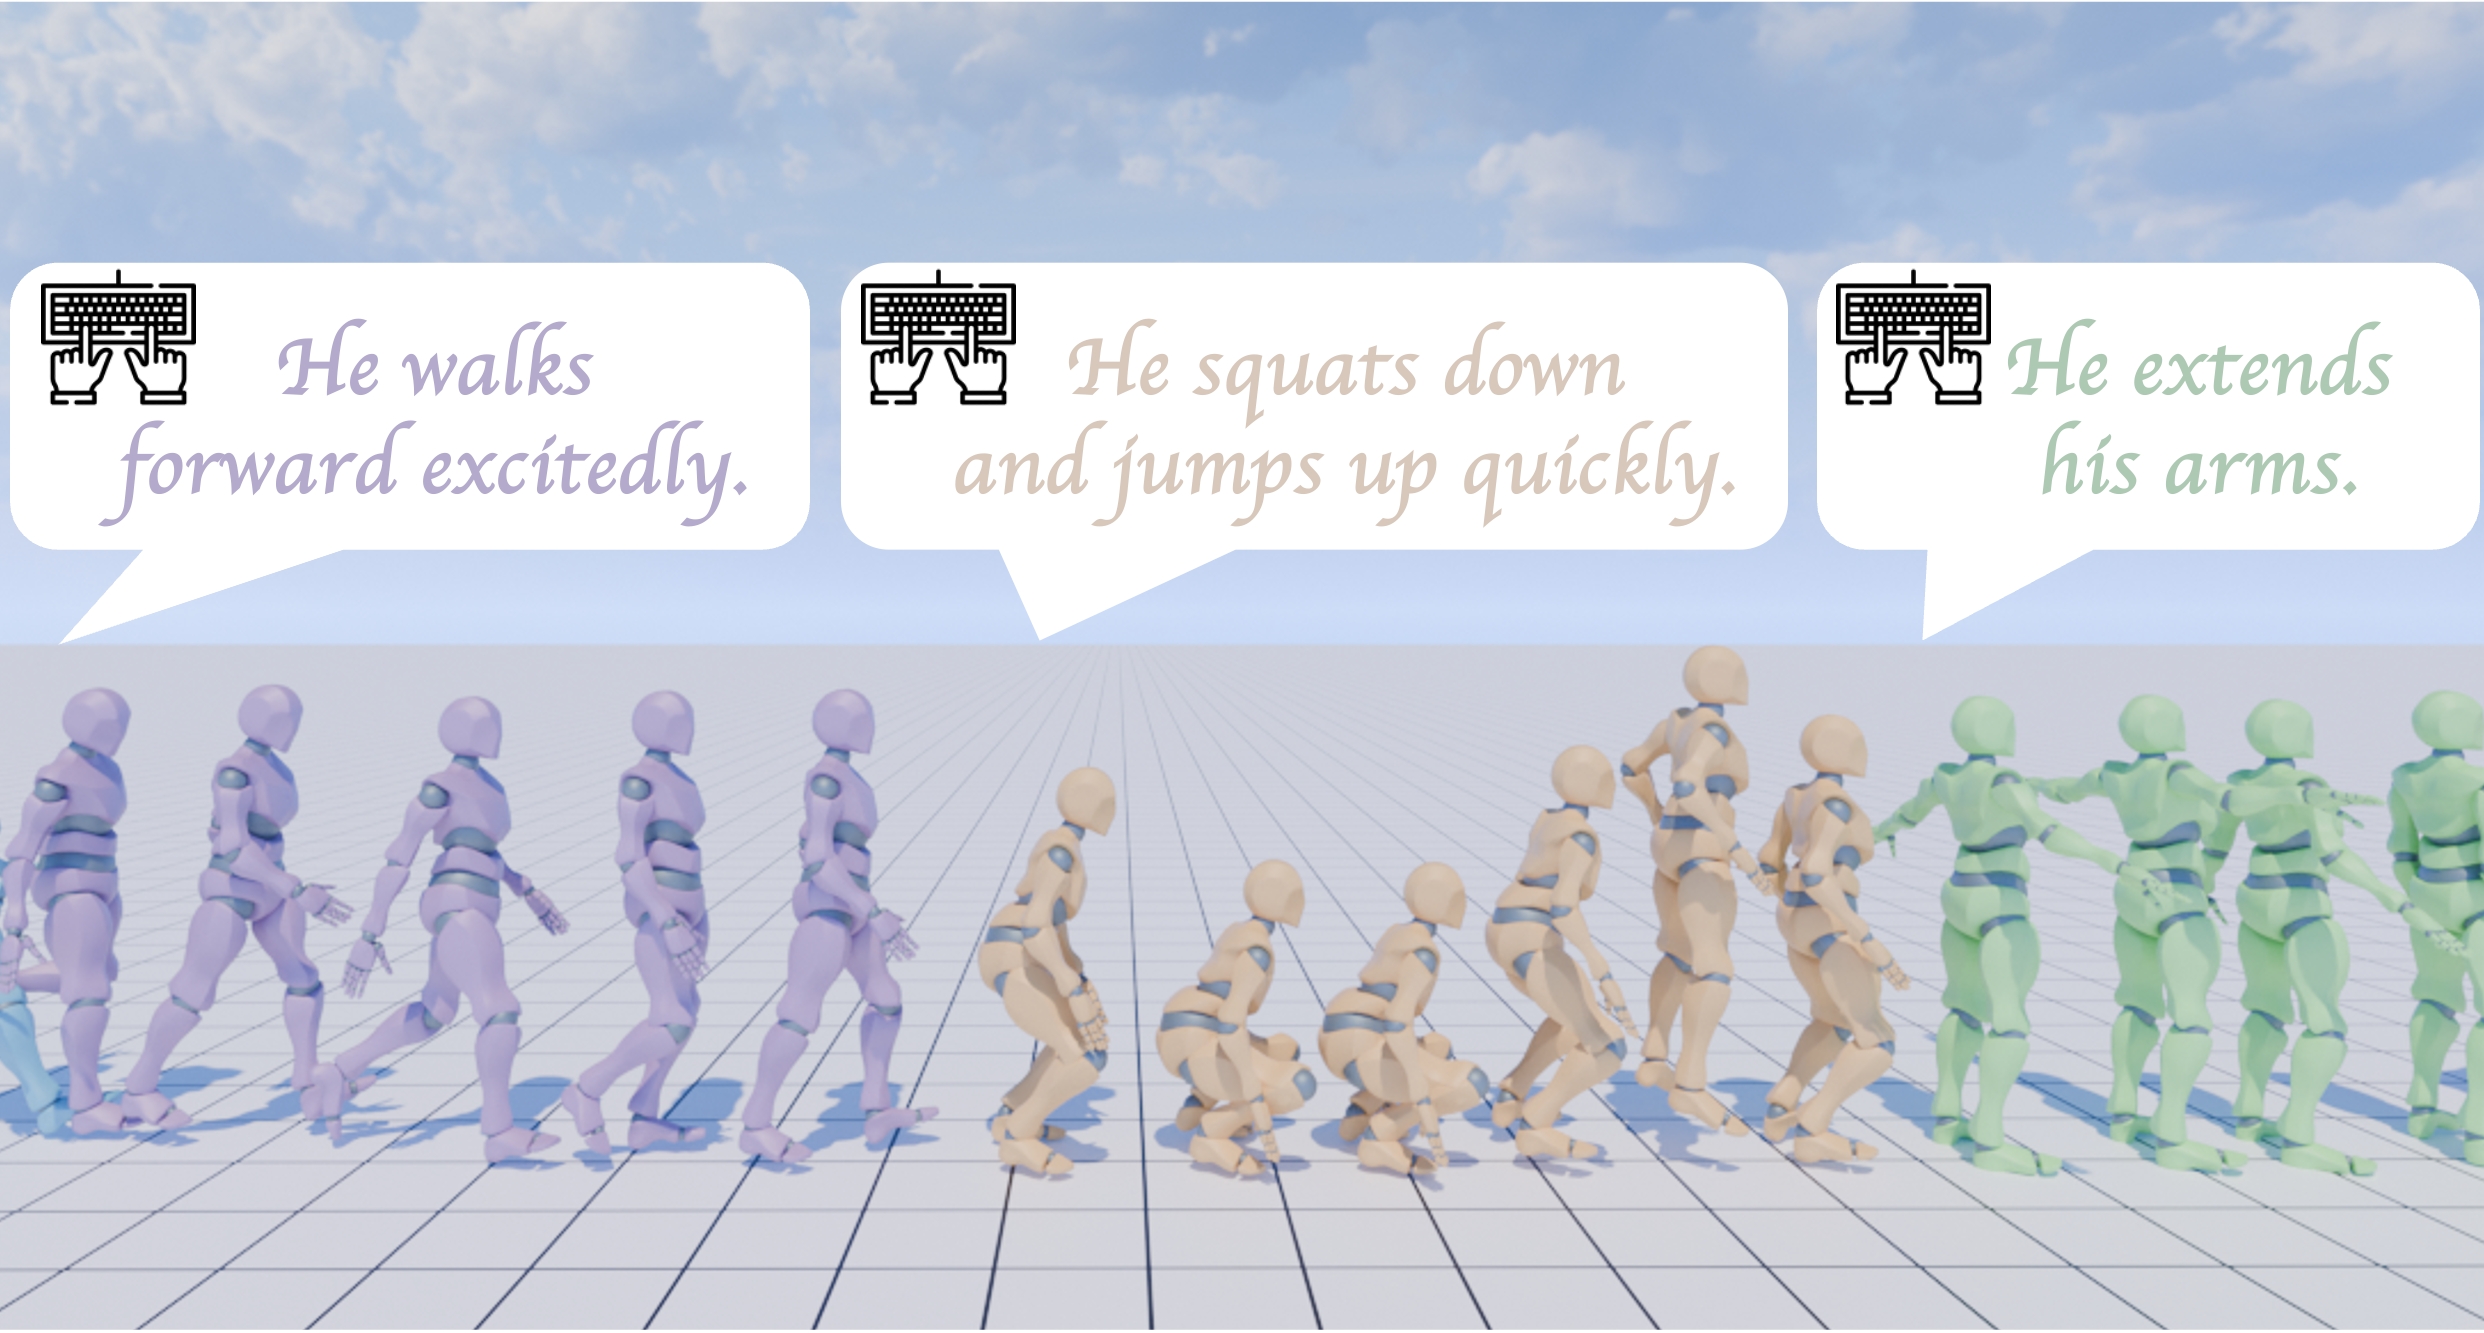 He walks
forward excitedly.
He squats down
and jumps up quickly.
He extends
his arms.